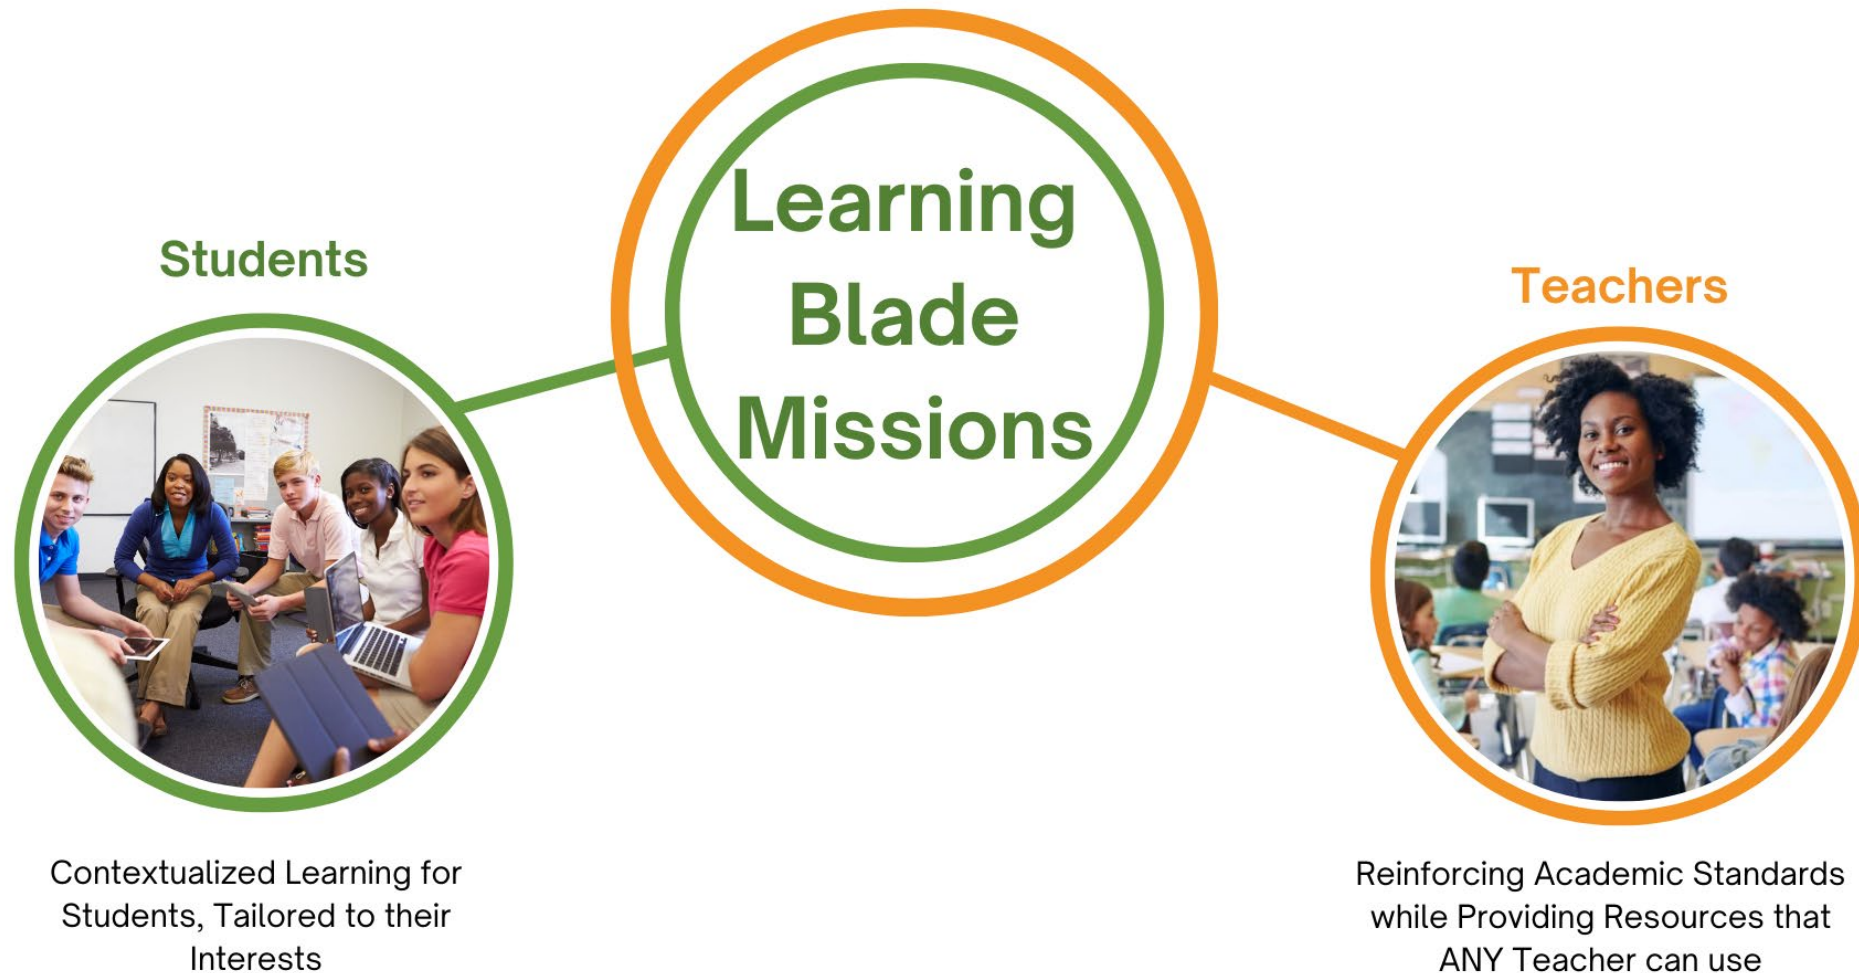 Learning
Blade
Missions
Students
Contextualized Learning for
Students, Tailored to their
Interests
Teachers
Reinforcing Academic Standards
while Providing Resources that
ANY Teacher can use